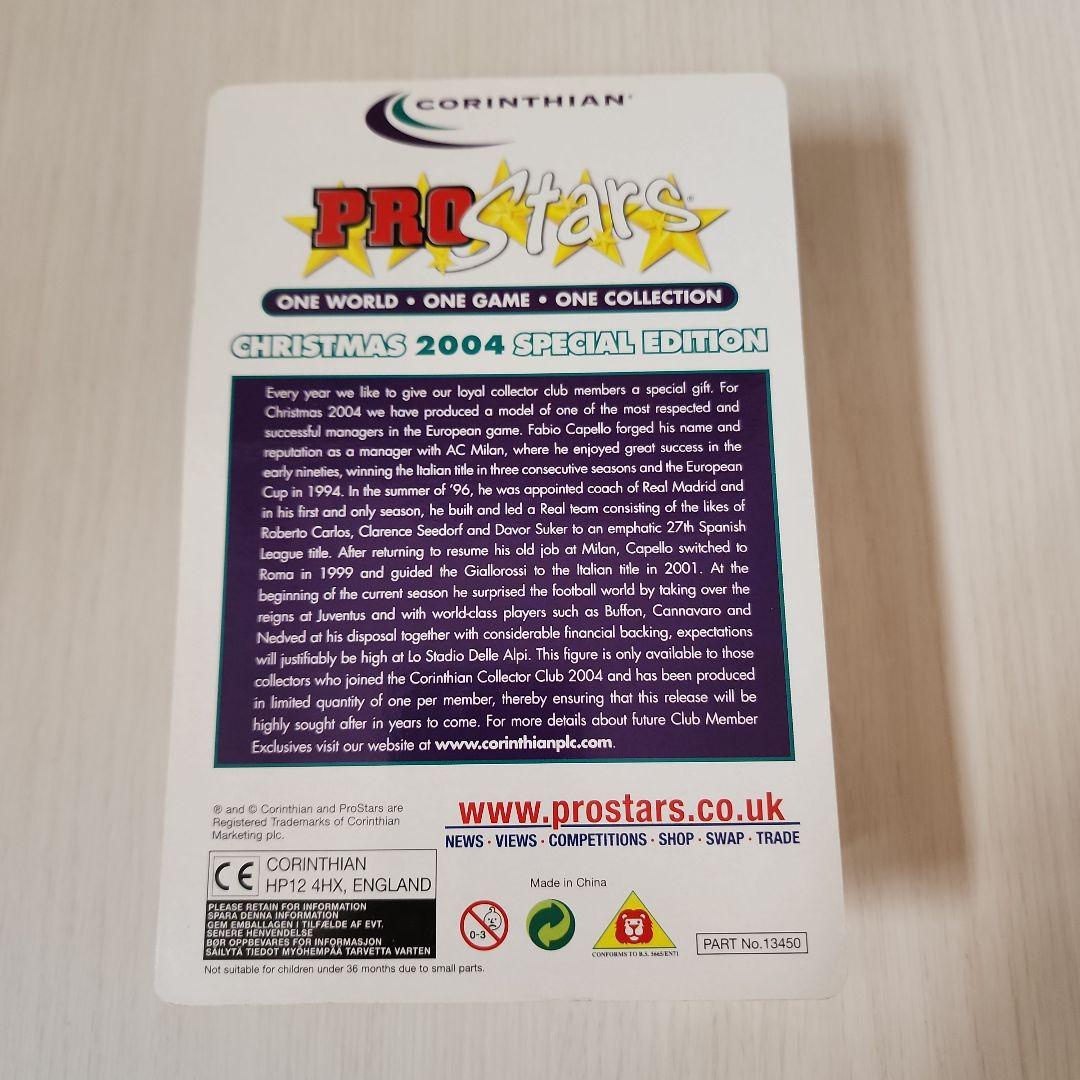 CORINTHIAN®
PROStars®
ONE WORLD • ONE GAME • ONE COLLECTION
CHRISTMAS 2004 SPECIAL EDITION
Every year we like to give our loyal collector club members a special gift. For
Christmas 2004 we have produced a model of one of the most respected and
successful managers in the European game. Fabio Capello forged his name and
reputation as a manager with AC Milan, where he enjoyed great success in the
early nineties, winning the Italian title in three consecutive seasons and the European
Cup in 1994. In the summer of '96, he was appointed coach of Real Madrid and
in his first and only season, he built and led a Real team consisting of the likes of
Roberto Carlos, Clarence Seedorf and Davor Suker to an emphatic 27th Spanish
League title. After returning to resume his old job at Milan, Capello switched to
Roma in 1999 and guided the Giallorossi to the Italian title in 2001. At the
beginning of the current season he surprised the football world by taking over the
reigns at Juventus and with world-class players such as Buffon, Cannavaro and
Nedved at his disposal together with considerable financial backing, expectations
will justifiably be high at Lo Stadio Delle Alpi. This figure is only available to those
collectors who joined the Corinthian Collector Club 2004 and has been produced
in limited quantity of one per member, thereby ensuring that this release will be
highly sought after in years to come. For more details about future Club Member
Exclusives visit our website at www.corinthianplc.com.
® and © Corinthian and ProStars are
Registered Trademarks of Corinthian
Marketing plc.
www.prostars.co.uk
NEWS · VIEWS · COMPETITIONS · SHOP · SWAP · TRADE
CE
CORINTHIAN
HP12 4HX, ENGLAND
PLEASE RETAIN FOR INFORMATION
SPARA DENNA INFORMATION
GEM EMBALLAGEN I TILFÆLDE AF EVT.
SENERE HENVENDELSE
BØR OPPBEVARES FOR INFORMASJON
SÄILYTÄ TIEDOT MYÖHEMPÄÄ TARVETTA VARTEN
Not suitable for children under 36 months due to small parts.
Made in China
0-3
CONFORMS TO B.S. 5665/EN71
PART No.13450